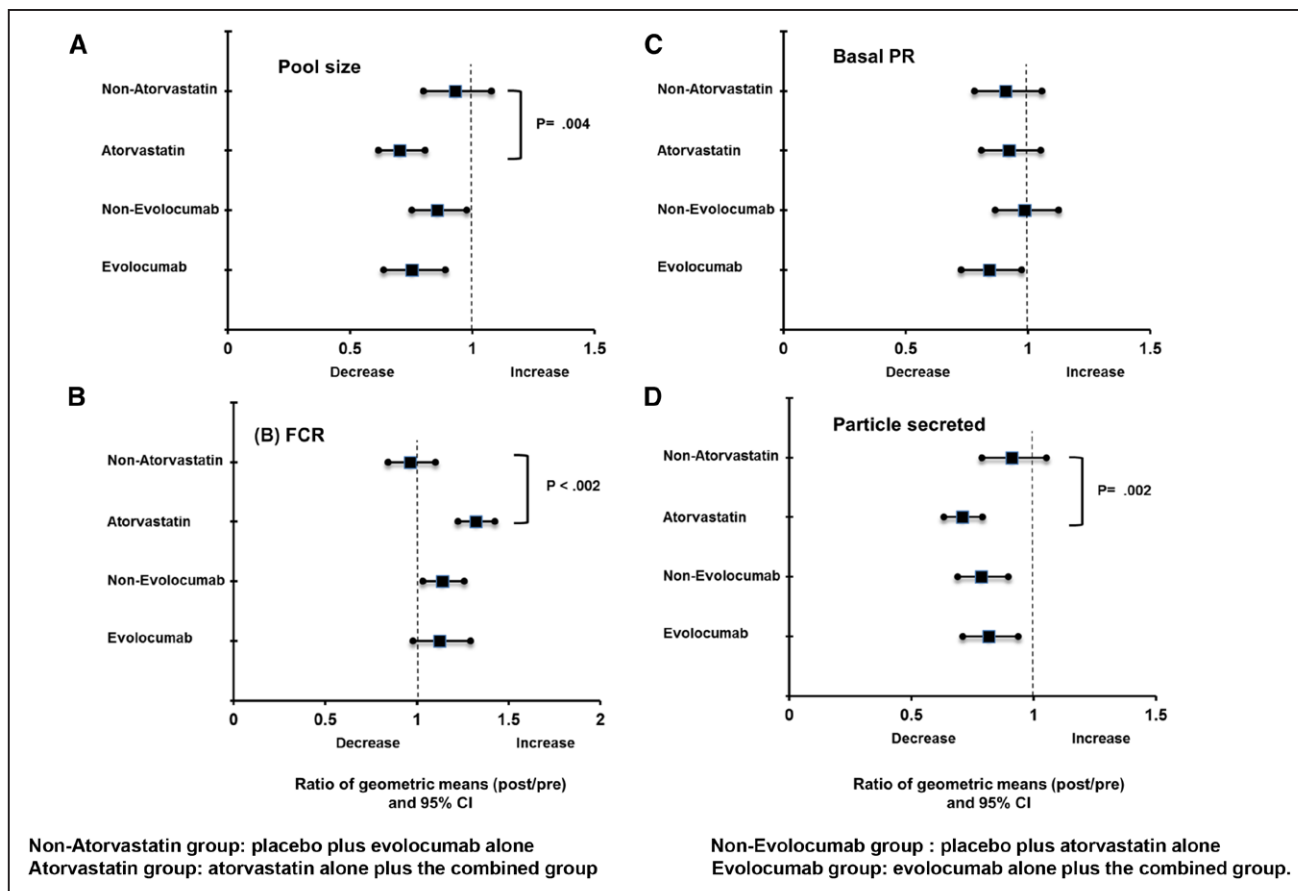 A
Pool size
Non-Atorvastatin
Atorvastatin
Non-Evolocumab
Evolocumab
P= .004
0 0.5 1 1.5
Decrease Increase
C
Basal PR
Non-Atorvastatin
Atorvastatin
Non-Evolocumab
Evolocumab
0 0.5 1 1.5
Decrease Increase
B
(B) FCR
Non-Atorvastatin
Atorvastatin
Non-Evolocumab
Evolocumab
P < .002
0 0.5 1 1.5 2
Decrease Increase
Ratio of geometric means (post/pre)
and 95% CI
D
Particle secreted
Non-Atorvastatin
Atorvastatin
Non-Evolocumab
Evolocumab
P= .002
0 0.5 1 1.5
Decrease Increase
Ratio of geometric means (post/pre)
and 95% CI
Non-Atorvastatin group: placebo plus evolocumab alone
Atorvastatin group: atorvastatin alone plus the combined group
Non-Evolocumab group : placebo plus atorvastatin alone
Evolocumab group: evolocumab alone plus the combined group.